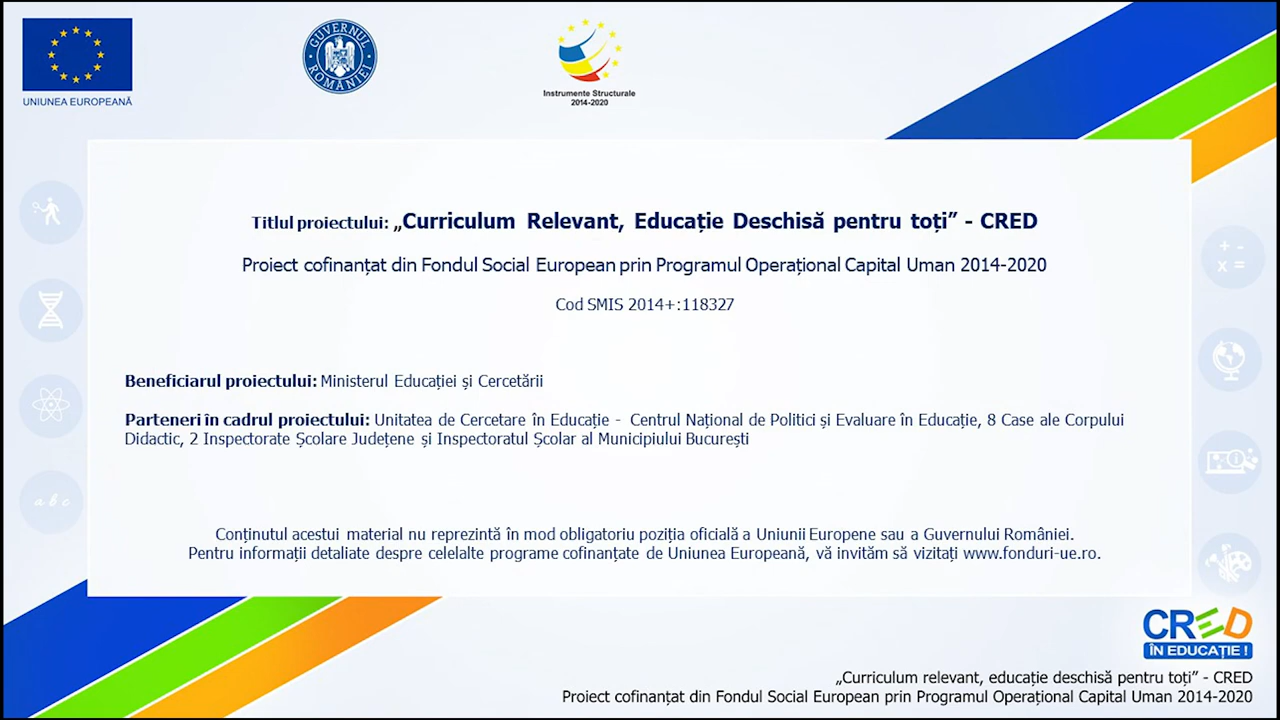 UNIUNEA EUROPEANĂ
GUVERNUL ROMÂNIEI
Instrumente Structurale
2014-2020
Titlul proiectului: „Curriculum Relevant, Educație Deschisă pentru toți” - CRED
Proiect cofinanțat din Fondul Social European prin Programul Operațional Capital Uman 2014-2020
Cod SMIS 2014+:118327
Beneficiarul proiectului: Ministerul Educației și Cercetării
Parteneri în cadrul proiectului: Unitatea de Cercetare în Educație - Centrul Național de Politici și Evaluare în Educație, 8 Case ale Corpului
Didactic, 2 Inspectorate Școlare Județene și Inspectoratul Școlar al Municipiului București
Conținutul acestui material nu reprezintă în mod obligatoriu poziția oficială a Uniunii Europene sau a Guvernului României.
Pentru informații detaliate despre celelalte programe cofinanțate de Uniunea Europeană, vă invităm să vizitați www.fonduri-ue.ro.
a b c
+ -
x =
CRED
ÎN EDUCAȚIE !
„Curriculum relevant, educație deschisă pentru toți” - CRED
Proiect cofinanțat din Fondul Social European prin Programul Operațional Capital Uman 2014-2020